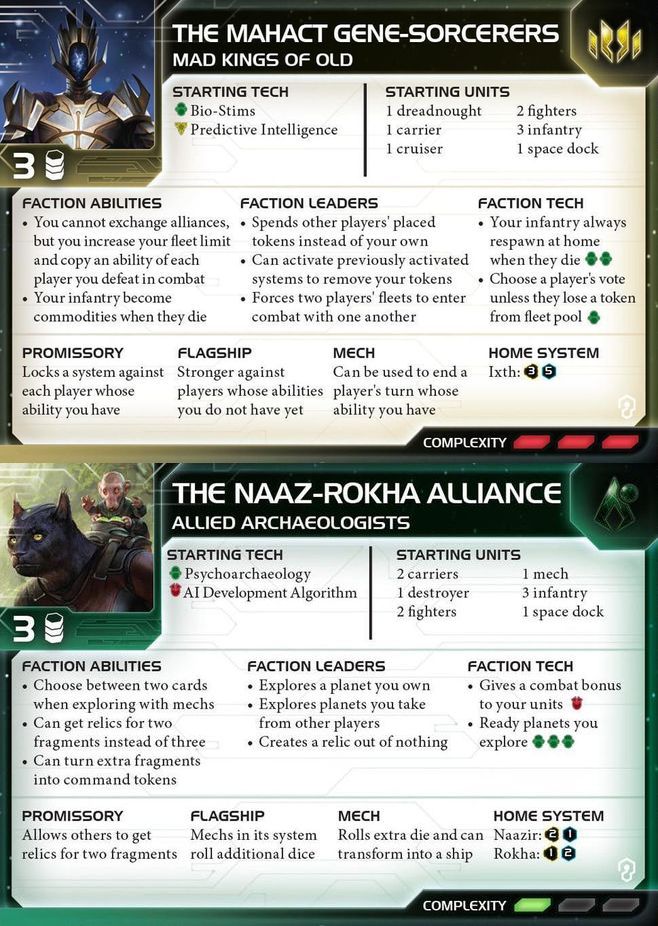 THE MAHACT GENE-SORCERERS
MAD KINGS OF OLD
3
STARTING TECH
Bio-Stims
Predictive Intelligence
STARTING UNITS
1 dreadnought
1 carrier
1 cruiser
2 fighters
3 infantry
1 space dock
FACTION ABILITIES
• You cannot exchange alliances,
but you increase your fleet limit
and copy an ability of each
player you defeat in combat
• Your infantry become
commodities when they die
FACTION LEADERS
• Spends other players' placed
tokens instead of your own
• Can activate previously activated
systems to remove your tokens
• Forces two players' fleets to enter
combat with one another
FACTION TECH
• Your infantry always
respawn at home
when they die
• Choose a player's vote
unless they lose a token
from fleet pool
PROMISSORY
Locks a system against
each player whose
ability you have
FLAGSHIP
Stronger against
players whose abilities
you do not have yet
MECH
Can be used to end a
player's turn whose
ability you have
HOME SYSTEM
Ixth: 3 5
COMPLEXITY
THE NAAZ-ROKHA ALLIANCE
ALLIED ARCHAEOLOGISTS
3
STARTING TECH
Psychoarchaeology
AI Development Algorithm
STARTING UNITS
2 carriers
1 destroyer
2 fighters
1 mech
3 infantry
1 space dock
FACTION ABILITIES
• Choose between two cards
when exploring with mechs
• Can get relics for two
fragments instead of three
• Can turn extra fragments
into command tokens
FACTION LEADERS
• Explores a planet you own
• Explores planets you take
from other players
• Creates a relic out of nothing
FACTION TECH
• Gives a combat bonus
to your units
• Ready planets you
explore
PROMISSORY
Allows others to get
relics for two fragments
FLAGSHIP
Mechs in its system
roll additional dice
MECH
Rolls extra die and can
transform into a ship
HOME SYSTEM
Naazir: 2 1
Rokha: 1 2
COMPLEXITY